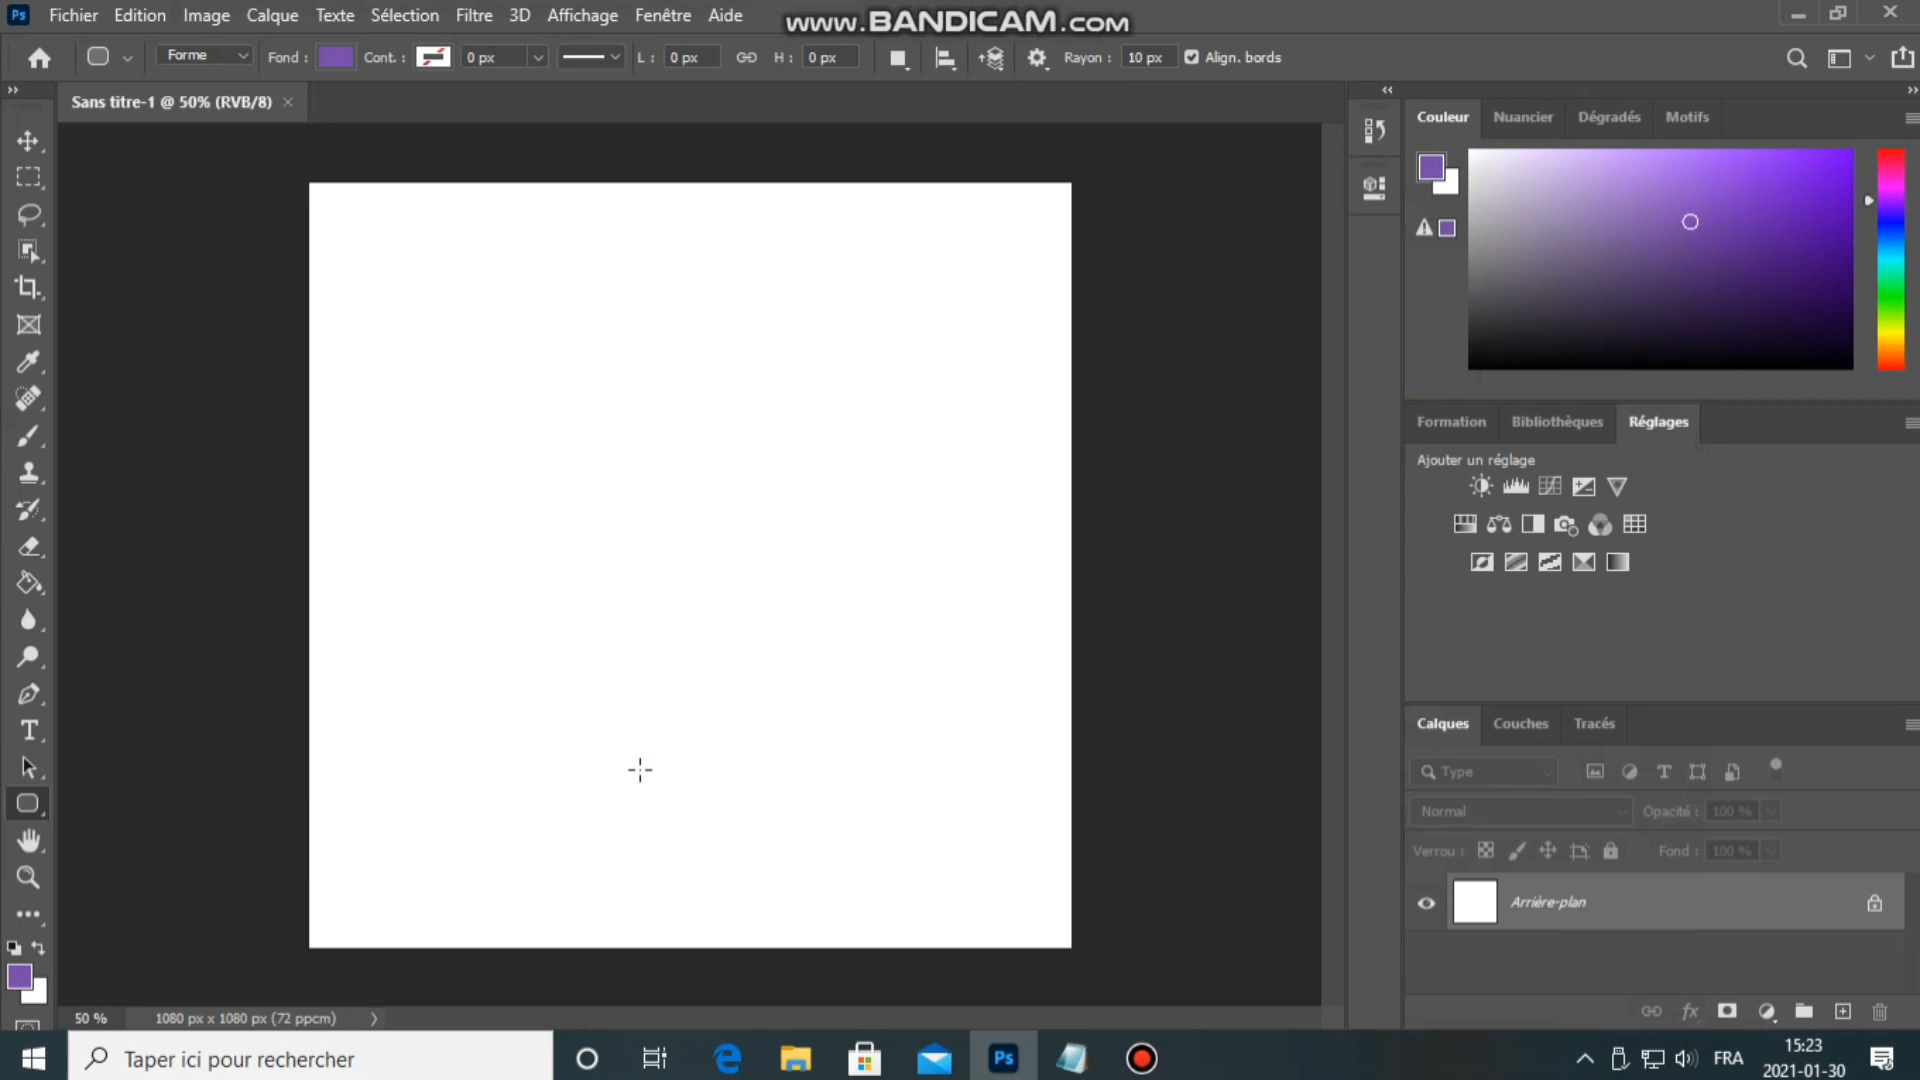 Ps Fichier Edition Image Calque Texte Sélection Filtre 3D Affichage Fenêtre Aide
www.BANDICAM.com
Forme Fond : Cont. : 0 px L : 0 px H : 0 px Rayon : 10 px Align. bords
Sans titre-1 @ 50% (RVB/8) ×
Couleur Nuancier Dégradés Motifs
Formation Bibliothèques Réglages
Ajouter un réglage
Calques Couches Tracés
Type
Normal Opacité : 100 %
Verrou : Fond : 100 %
Arrière-plan
fx
50 % 1080 px x 1080 px (72 ppcm)
Taper ici pour rechercher
Ps
FRA
15:23
2021-01-30